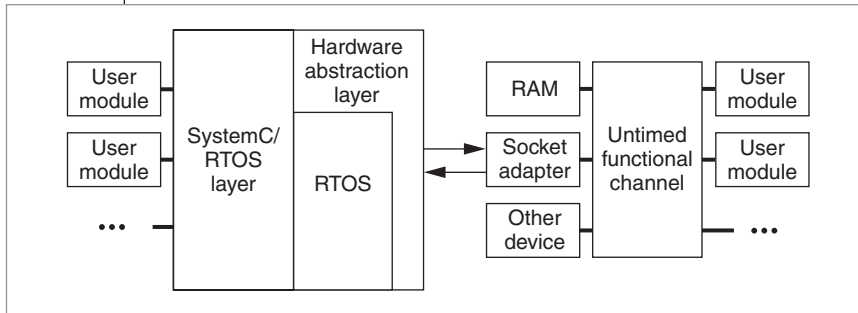 User
module
User
module
•••
SystemC/
RTOS
layer
Hardware
abstraction
layer
RTOS
RAM
Socket
adapter
Other
device
Untimed
functional
channel
User
module
User
module
•••